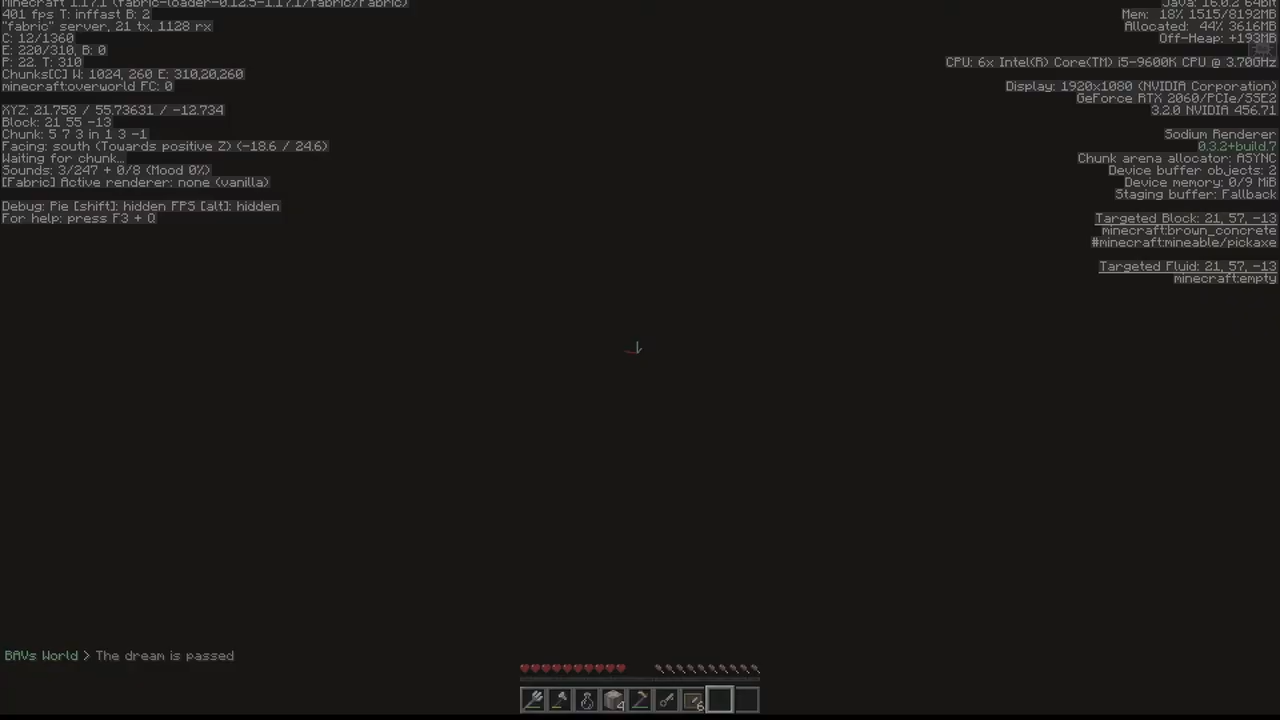 Minecraft 1.17.1 (fabric-loader-0.12.5-1.17.1/fabric/Fabric)
401 fps T: inffast B: 2
"fabric" server, 21 tx, 1128 rx
C: 12/1360
E: 220/310, B: 0
P: 22. T: 310
Chunks[C] W: 1024, 260 E: 310,20,260
minecraft:overworld FC: 0
XYZ: 21.758 / 55.73631 / -12.734
Block: 21 55 -13
Chunk: 5 7 3 in 1 3 -1
Facing: south (Towards positive Z) (-18.6 / 24.6)
Waiting for chunk...
Sounds: 3/247 + 0/8 (Mood 0%)
[Fabric] Active renderer: none (vanilla)
Debug: Pie [shift]: hidden FPS [alt]: hidden
For help: press F3 + Q
Java: 16.0.2 64bit
Mem: 18% 1515/8192MB
Allocated: 44% 3616MB
Off-Heap: +193MB
CPU: 6x Intel(R) Core(TM) i5-9600K CPU @ 3.70GHz
Display: 1920x1080 (NVIDIA Corporation)
GeForce RTX 2060/PCIe/SSE2
3.2.0 NVIDIA 456.71
Sodium Renderer
0.3.2+build.7
Chunk arena allocator: ASYNC
Device buffer objects: 2
Device memory: 0/9 MiB
Staging buffer: Fallback
Targeted Block: 21, 57, -13
minecraft:brown_concrete
#minecraft:mineable/pickaxe
Targeted Fluid: 21, 57, -13
minecraft:empty
BAVs World > The dream is passed
4
6